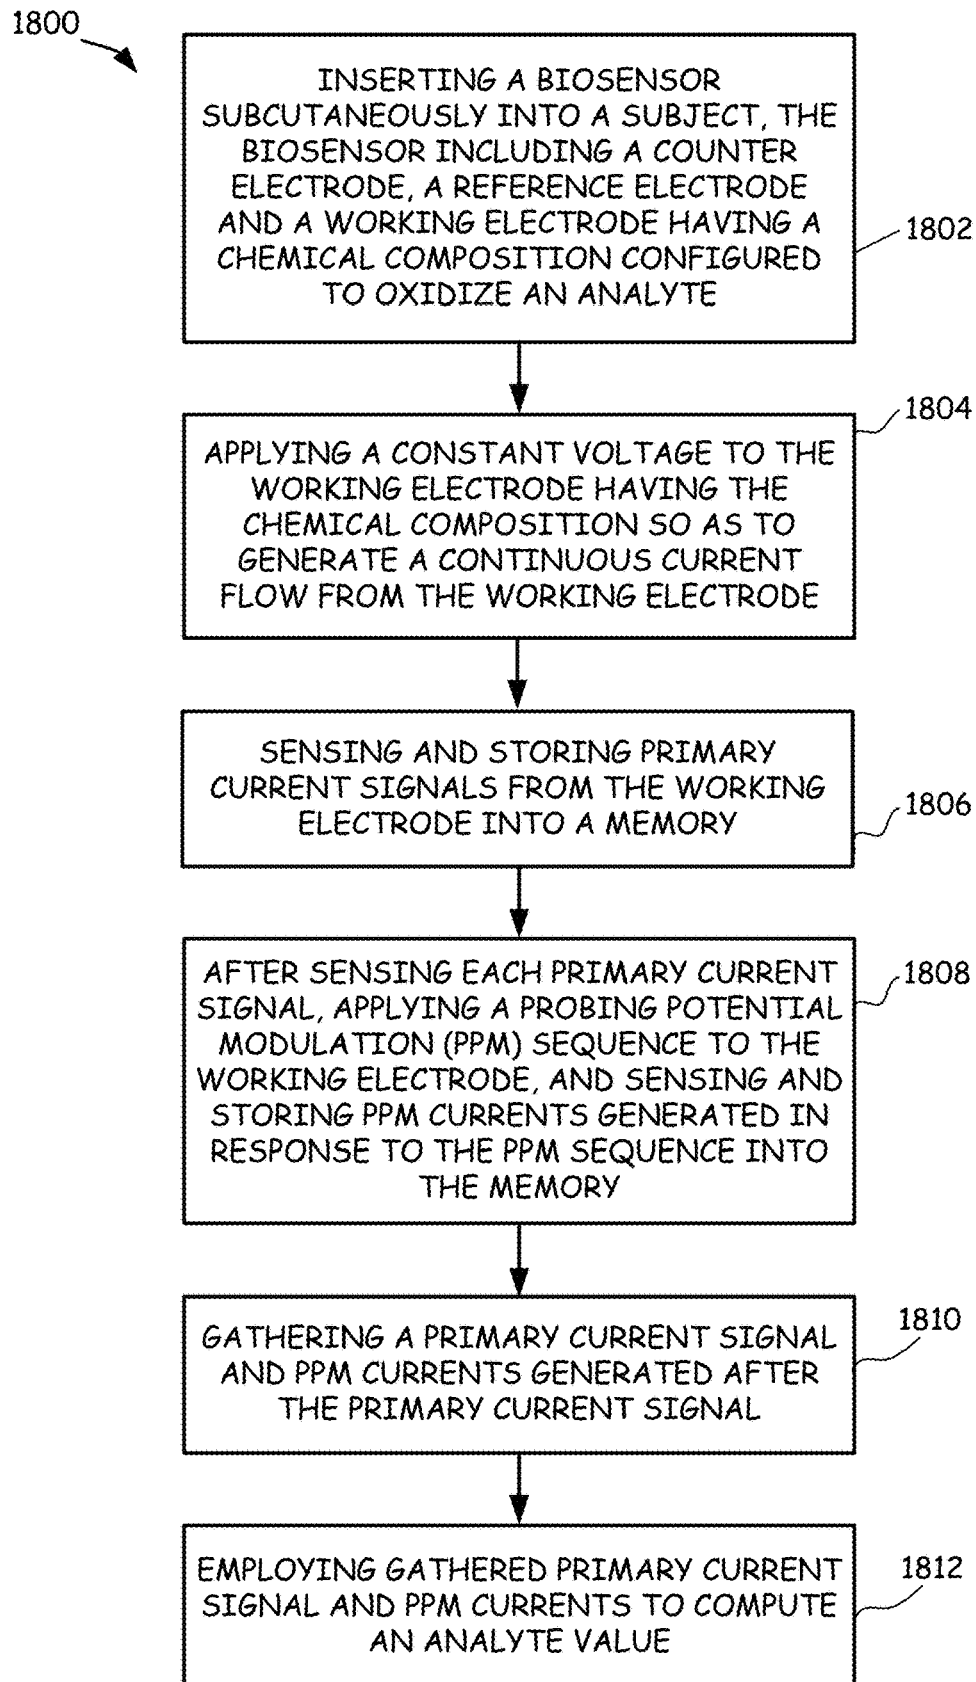 1800
INSERTING A BIOSENSOR
SUBCUTANEOUSLY INTO A SUBJECT, THE
BIOSENSOR INCLUDING A COUNTER
ELECTRODE, A REFERENCE ELECTRODE
AND A WORKING ELECTRODE HAVING A
CHEMICAL COMPOSITION CONFIGURED
TO OXIDIZE AN ANALYTE
1802
APPLYING A CONSTANT VOLTAGE TO THE
WORKING ELECTRODE HAVING THE
CHEMICAL COMPOSITION SO AS TO
GENERATE A CONTINUOUS CURRENT
FLOW FROM THE WORKING ELECTRODE
1804
SENSING AND STORING PRIMARY
CURRENT SIGNALS FROM THE WORKING
ELECTRODE INTO A MEMORY
1806
AFTER SENSING EACH PRIMARY CURRENT
SIGNAL, APPLYING A PROBING POTENTIAL
MODULATION (PPM) SEQUENCE TO THE
WORKING ELECTRODE, AND SENSING AND
STORING PPM CURRENTS GENERATED IN
RESPONSE TO THE PPM SEQUENCE INTO
THE MEMORY
1808
GATHERING A PRIMARY CURRENT SIGNAL
AND PPM CURRENTS GENERATED AFTER
THE PRIMARY CURRENT SIGNAL
1810
EMPLOYING GATHERED PRIMARY CURRENT
SIGNAL AND PPM CURRENTS TO COMPUTE
AN ANALYTE VALUE
1812